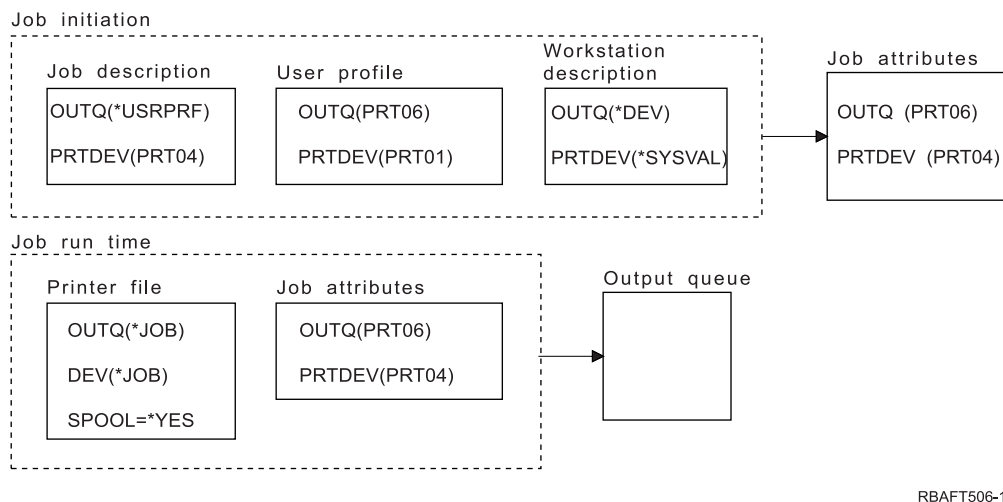 Job initiation
Job description
OUTQ(*USRPRF)
PRTDEV(PRT04)
User profile
OUTQ(PRT06)
PRTDEV(PRT01)
Workstation
description
OUTQ(*DEV)
PRTDEV(*SYSVAL)
Job attributes
OUTQ (PRT06)
PRTDEV (PRT04)
Job run time
Printer file
OUTQ(*JOB)
DEV(*JOB)
SPOOL=*YES
Job attributes
OUTQ(PRT06)
PRTDEV(PRT04)
Output queue
RBAFT506-1